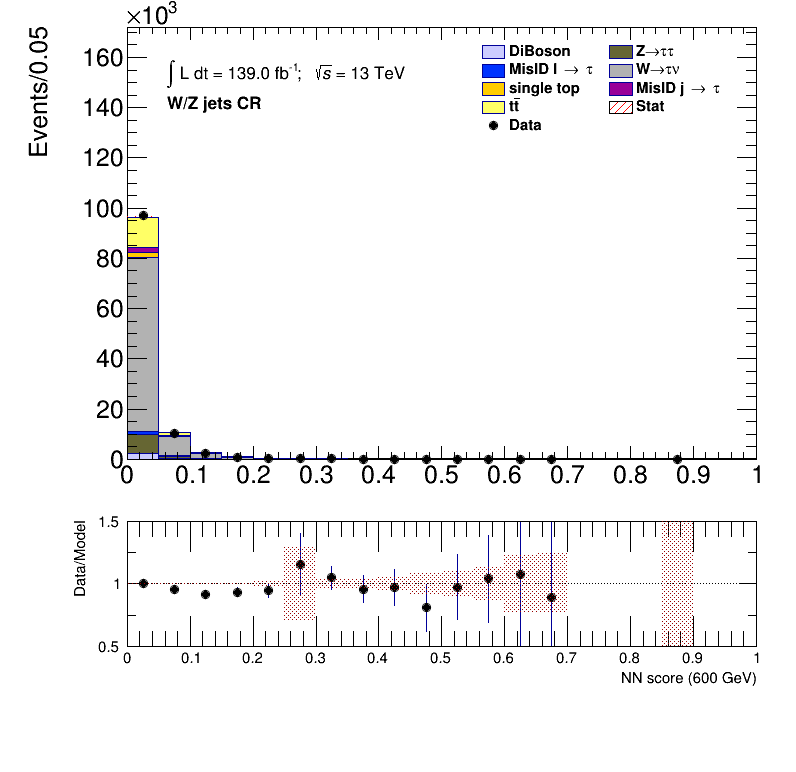 ×10³
Events/0.05
160
140
120
100
80
60
40
20
0
∫ L dt = 139.0 fb⁻¹; √s = 13 TeV
W/Z jets CR
DiBoson
MisID l → τ
single top
tt̄
Data
Z→ττ
W→τν
MisID j → τ
Stat
0 0.1 0.2 0.3 0.4 0.5 0.6 0.7 0.8 0.9 1
Data/Model
1.5
1
0.5
0 0.1 0.2 0.3 0.4 0.5 0.6 0.7 0.8 0.9 1
NN score (600 GeV)